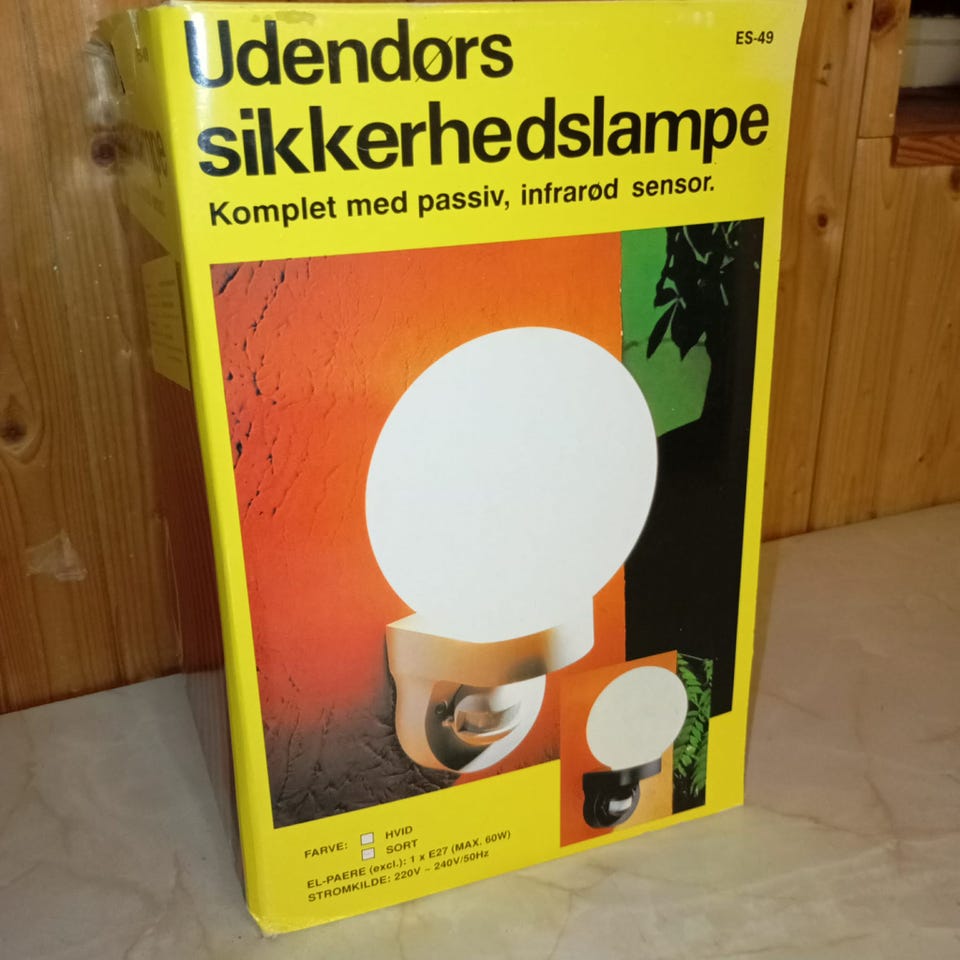 Udendørs
ES-49
sikkerhedslampe
Komplet med passiv, infrarød sensor.
FARVE: HVID
SORT
EL-PAERE (excl.): 1 x E27 (MAX. 60W)
STROMKILDE: 220V ~ 240V/50Hz